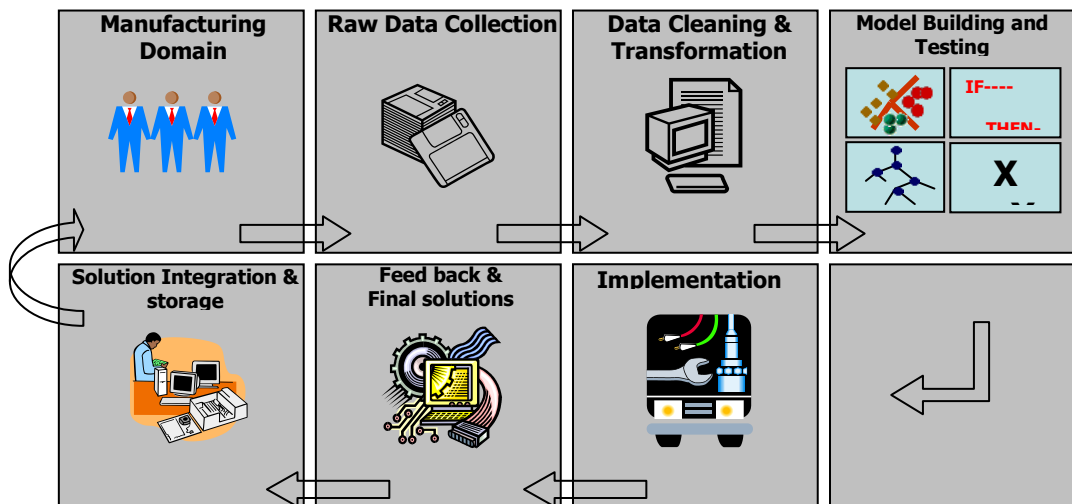 Manufacturing
Domain
Raw Data Collection
Data Cleaning &
Transformation
Model Building and
Testing
IF----
THEN-
X
Solution Integration &
storage
Feed back &
Final solutions
Implementation